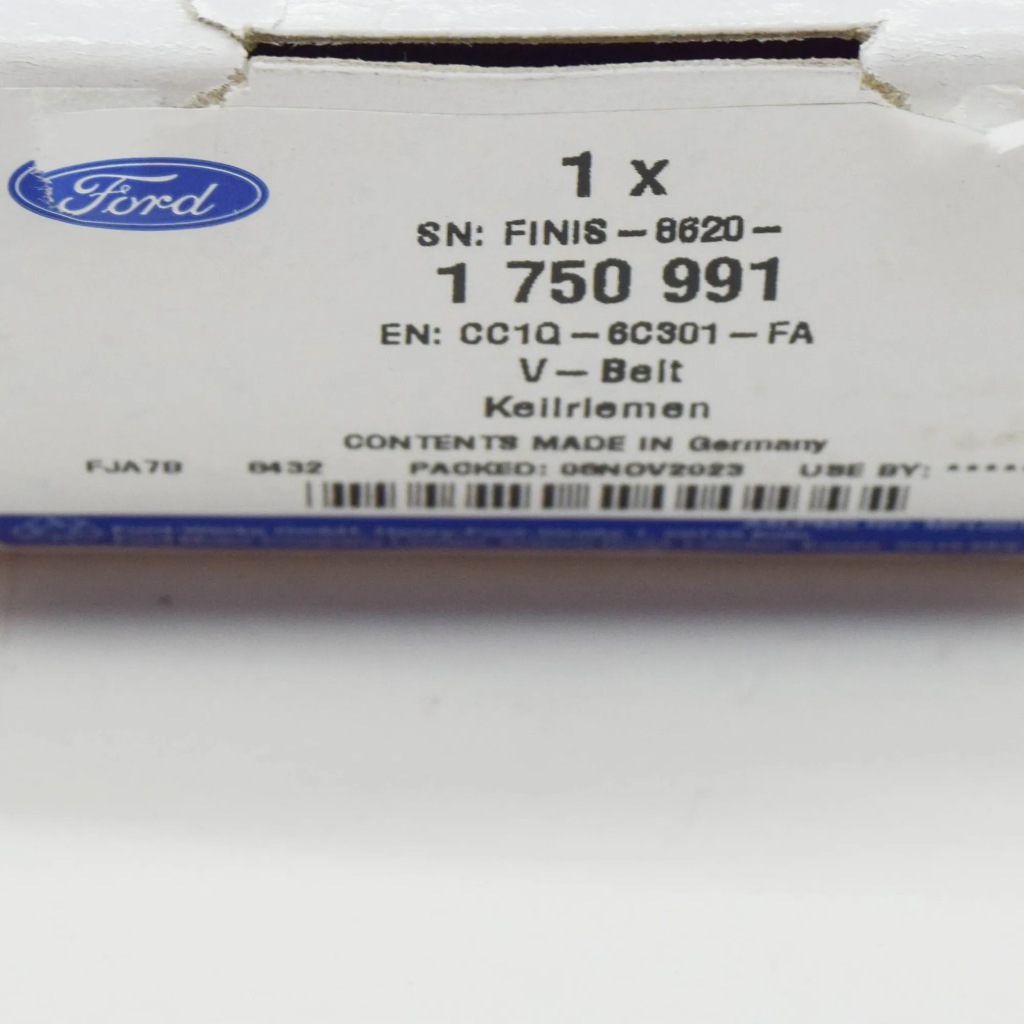 Ford
1 x
SN: FINIS-8620-
1 750 991
EN: CC1Q-6C301-FA
V-Belt
Keilriemen
CONTENTS MADE IN Germany
FJA7B 8432 PACKED: 08NOV2023 USE BY: *****